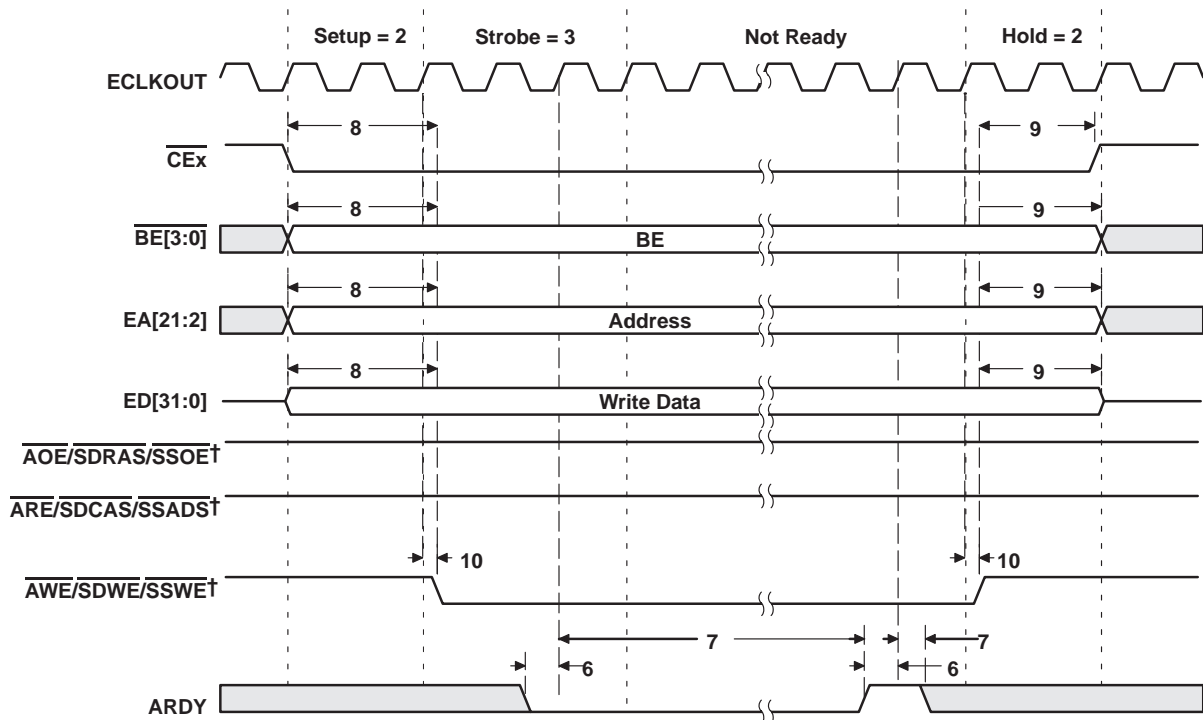 Setup = 2 Strobe = 3 Not Ready Hold = 2
ECLKOUT
8 9
CEx
8 9
BE[3:0] BE
8 9
EA[21:2] Address
8 9
ED[31:0] Write Data
AOE/SDRAS/SSOE†
ARE/SDCAS/SSADS†
10 10
AWE/SDWE/SSWE†
7 7
6 6
ARDY